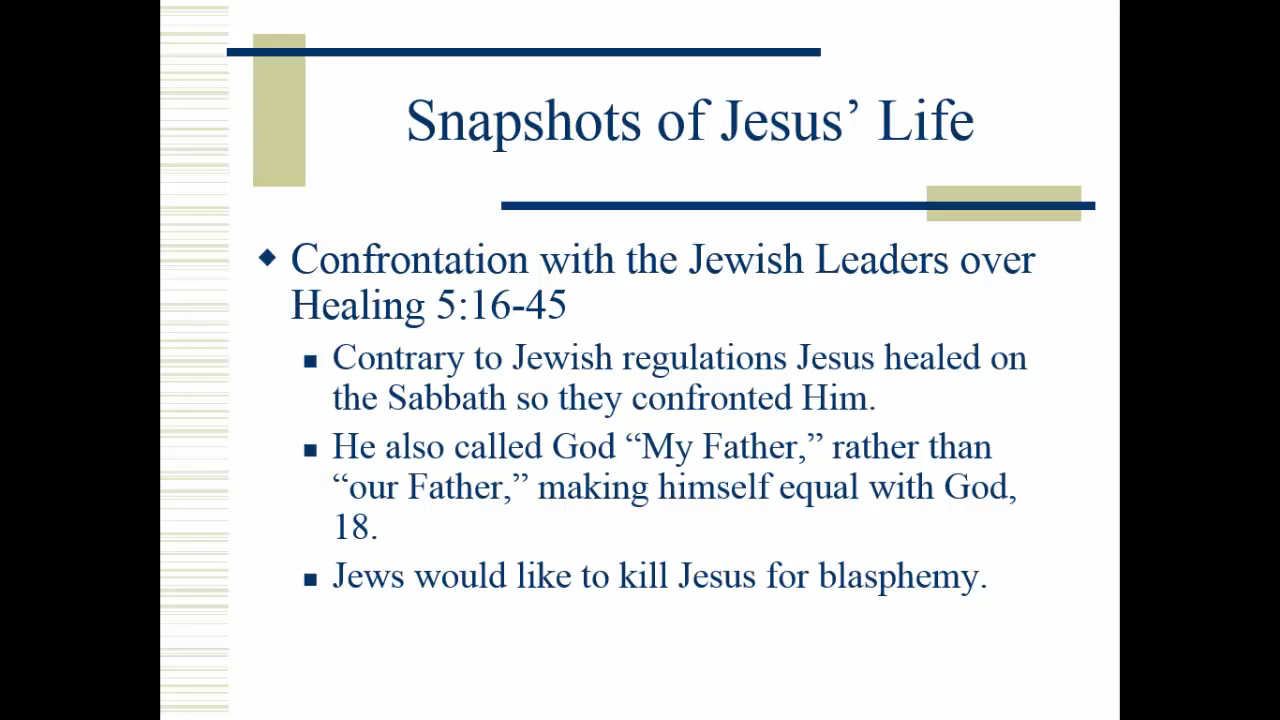 Snapshots of Jesus’ Life
Confrontation with the Jewish Leaders over
Healing 5:16-45
Contrary to Jewish regulations Jesus healed on
the Sabbath so they confronted Him.
He also called God “My Father,” rather than
“our Father,” making himself equal with God,
18.
Jews would like to kill Jesus for blasphemy.